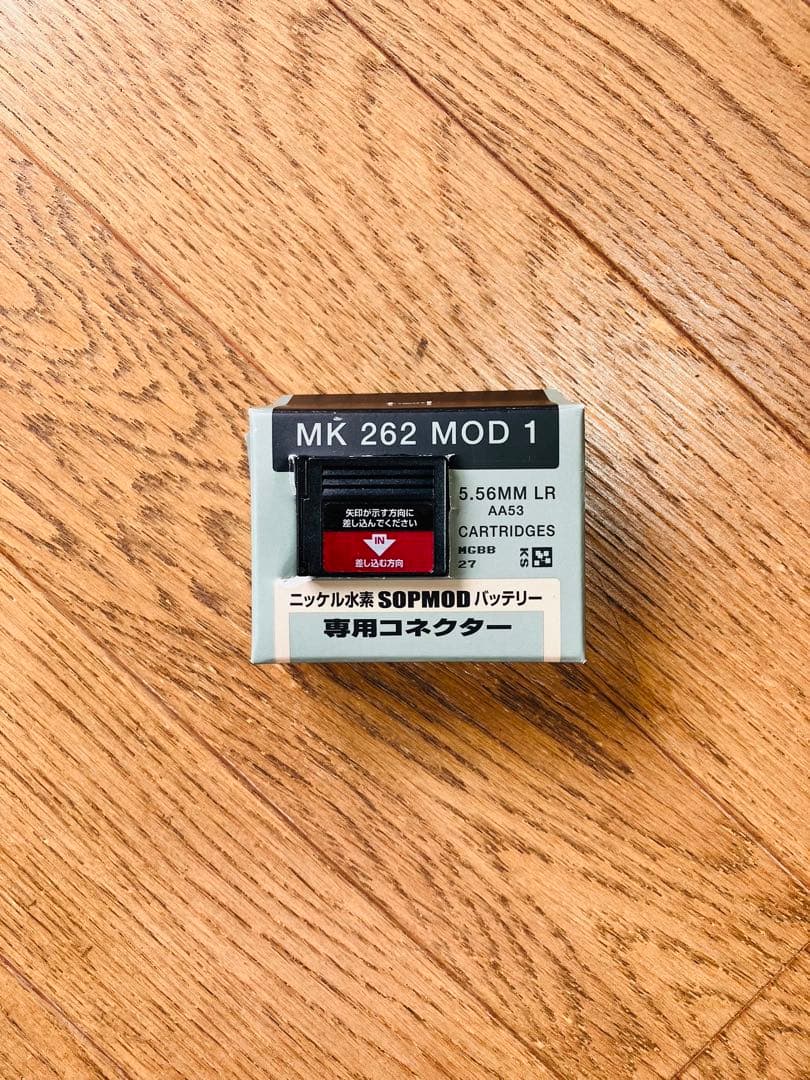 MK 262 MOD 1
5.56MM LR
AA53
CARTRIDGES
MGBB
27
KS
矢印が示す方向に
差し込んでください
IN
差し込む方向
ニッケル水素 SOPMOD バッテリー
専用コネクター